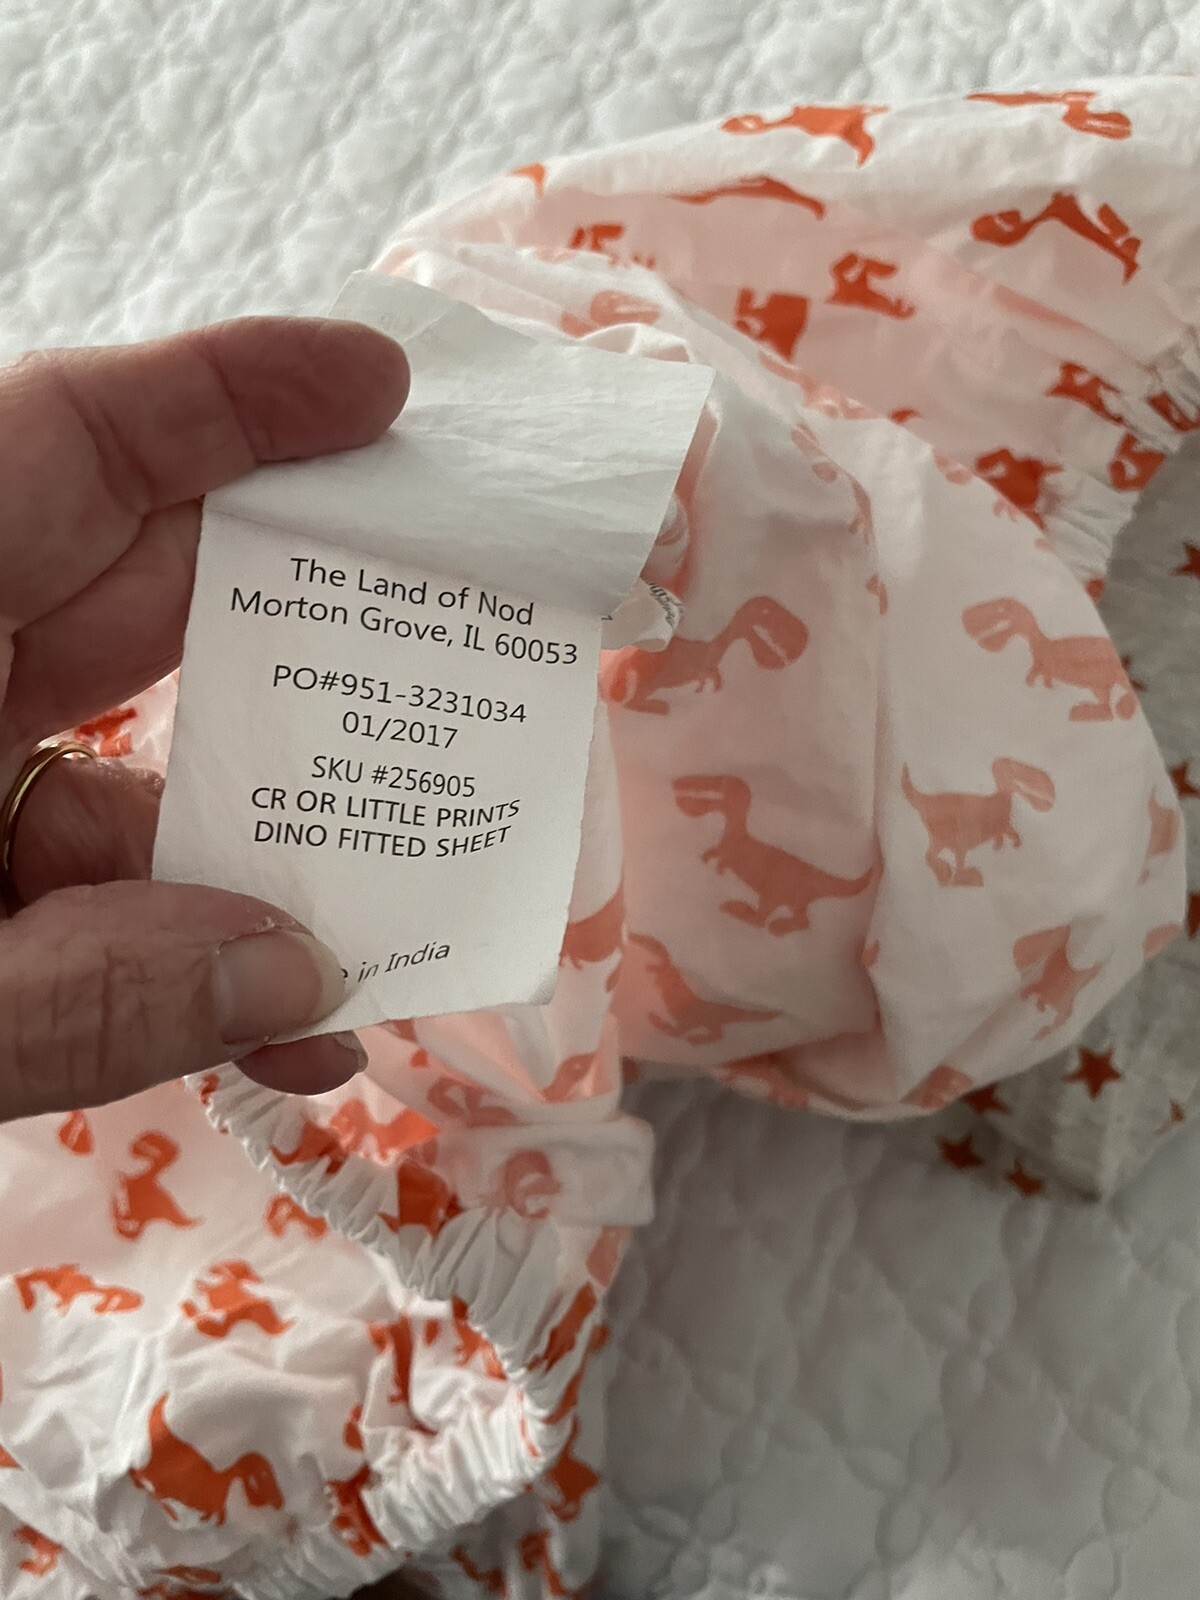 The Land of Nod
Morton Grove, IL 60053
PO#951-3231034
01/2017
SKU #256905
CR OR LITTLE PRINTS
DINO FITTED SHEET
in India